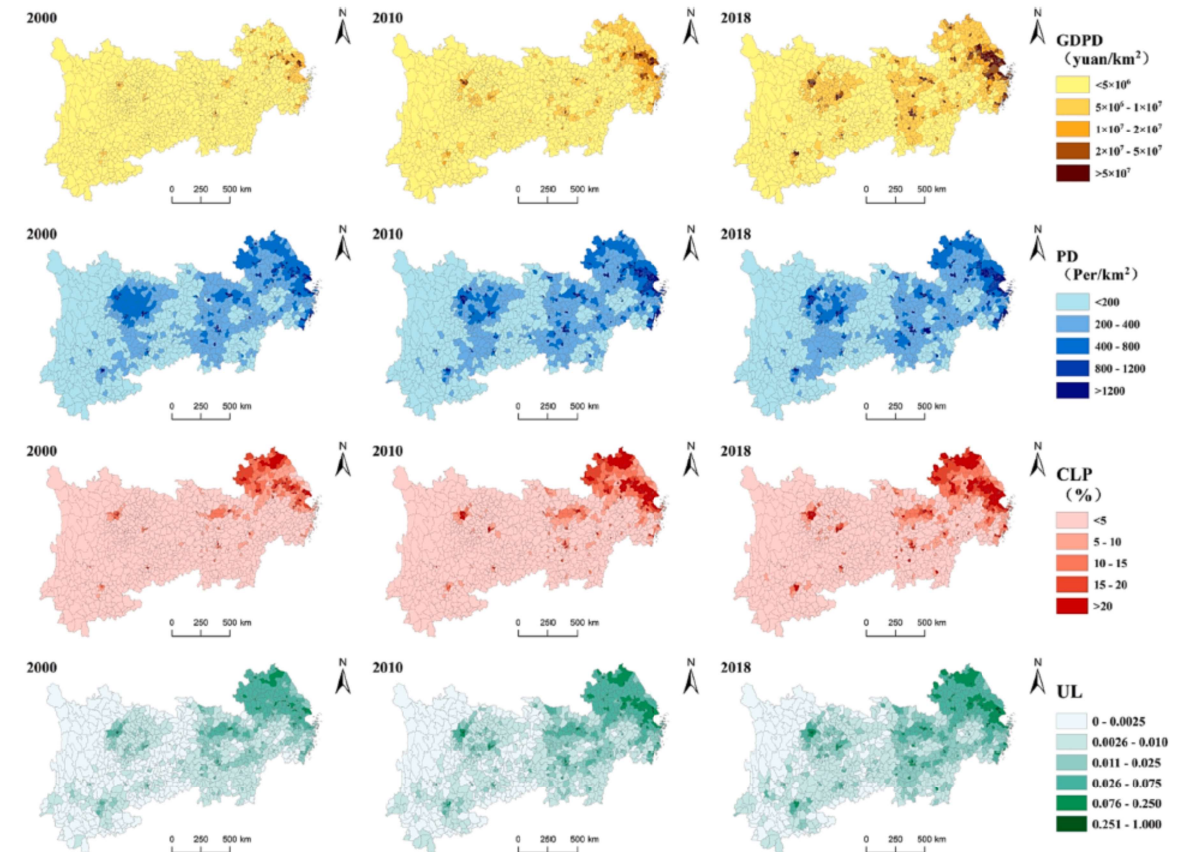 2000 N 2010 N 2018 N
GDPD
（yuan/km²）
<5×10⁶
5×10⁶ - 1×10⁷
1×10⁷ - 2×10⁷
2×10⁷ - 5×10⁷
>5×10⁷
0 250 500 km 0 250 500 km 0 250 500 km
2000 N 2010 N 2018 N
PD
（Per/km²）
<200
200 - 400
400 - 800
800 - 1200
>1200
0 250 500 km 0 250 500 km 0 250 500 km
2000 N 2010 N 2018 N
CLP
（%）
<5
5 - 10
10 - 15
15 - 20
>20
0 250 500 km 0 250 500 km 0 250 500 km
2000 N 2010 N 2018 N
UL
0 - 0.0025
0.0026 - 0.010
0.011 - 0.025
0.026 - 0.075
0.076 - 0.250
0.251 - 1.000
0 250 500 km 0 250 500 km 0 250 500 km